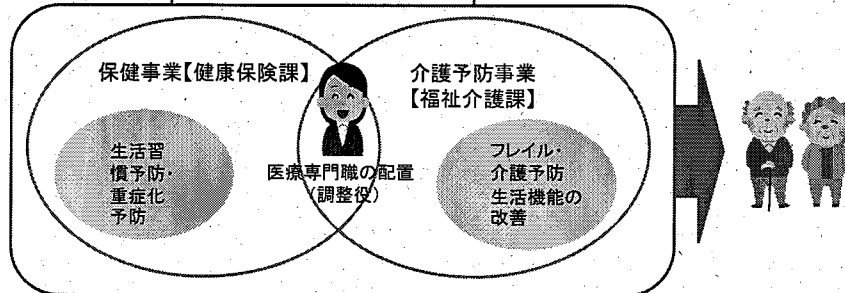 保健事業【健康保険課】
生活習
慣予防・
重症化
予防
医療専門職の配置
(調整役)
介護予防事業
【福祉介護課】
フレイル・
介護予防
生活機能の
改善